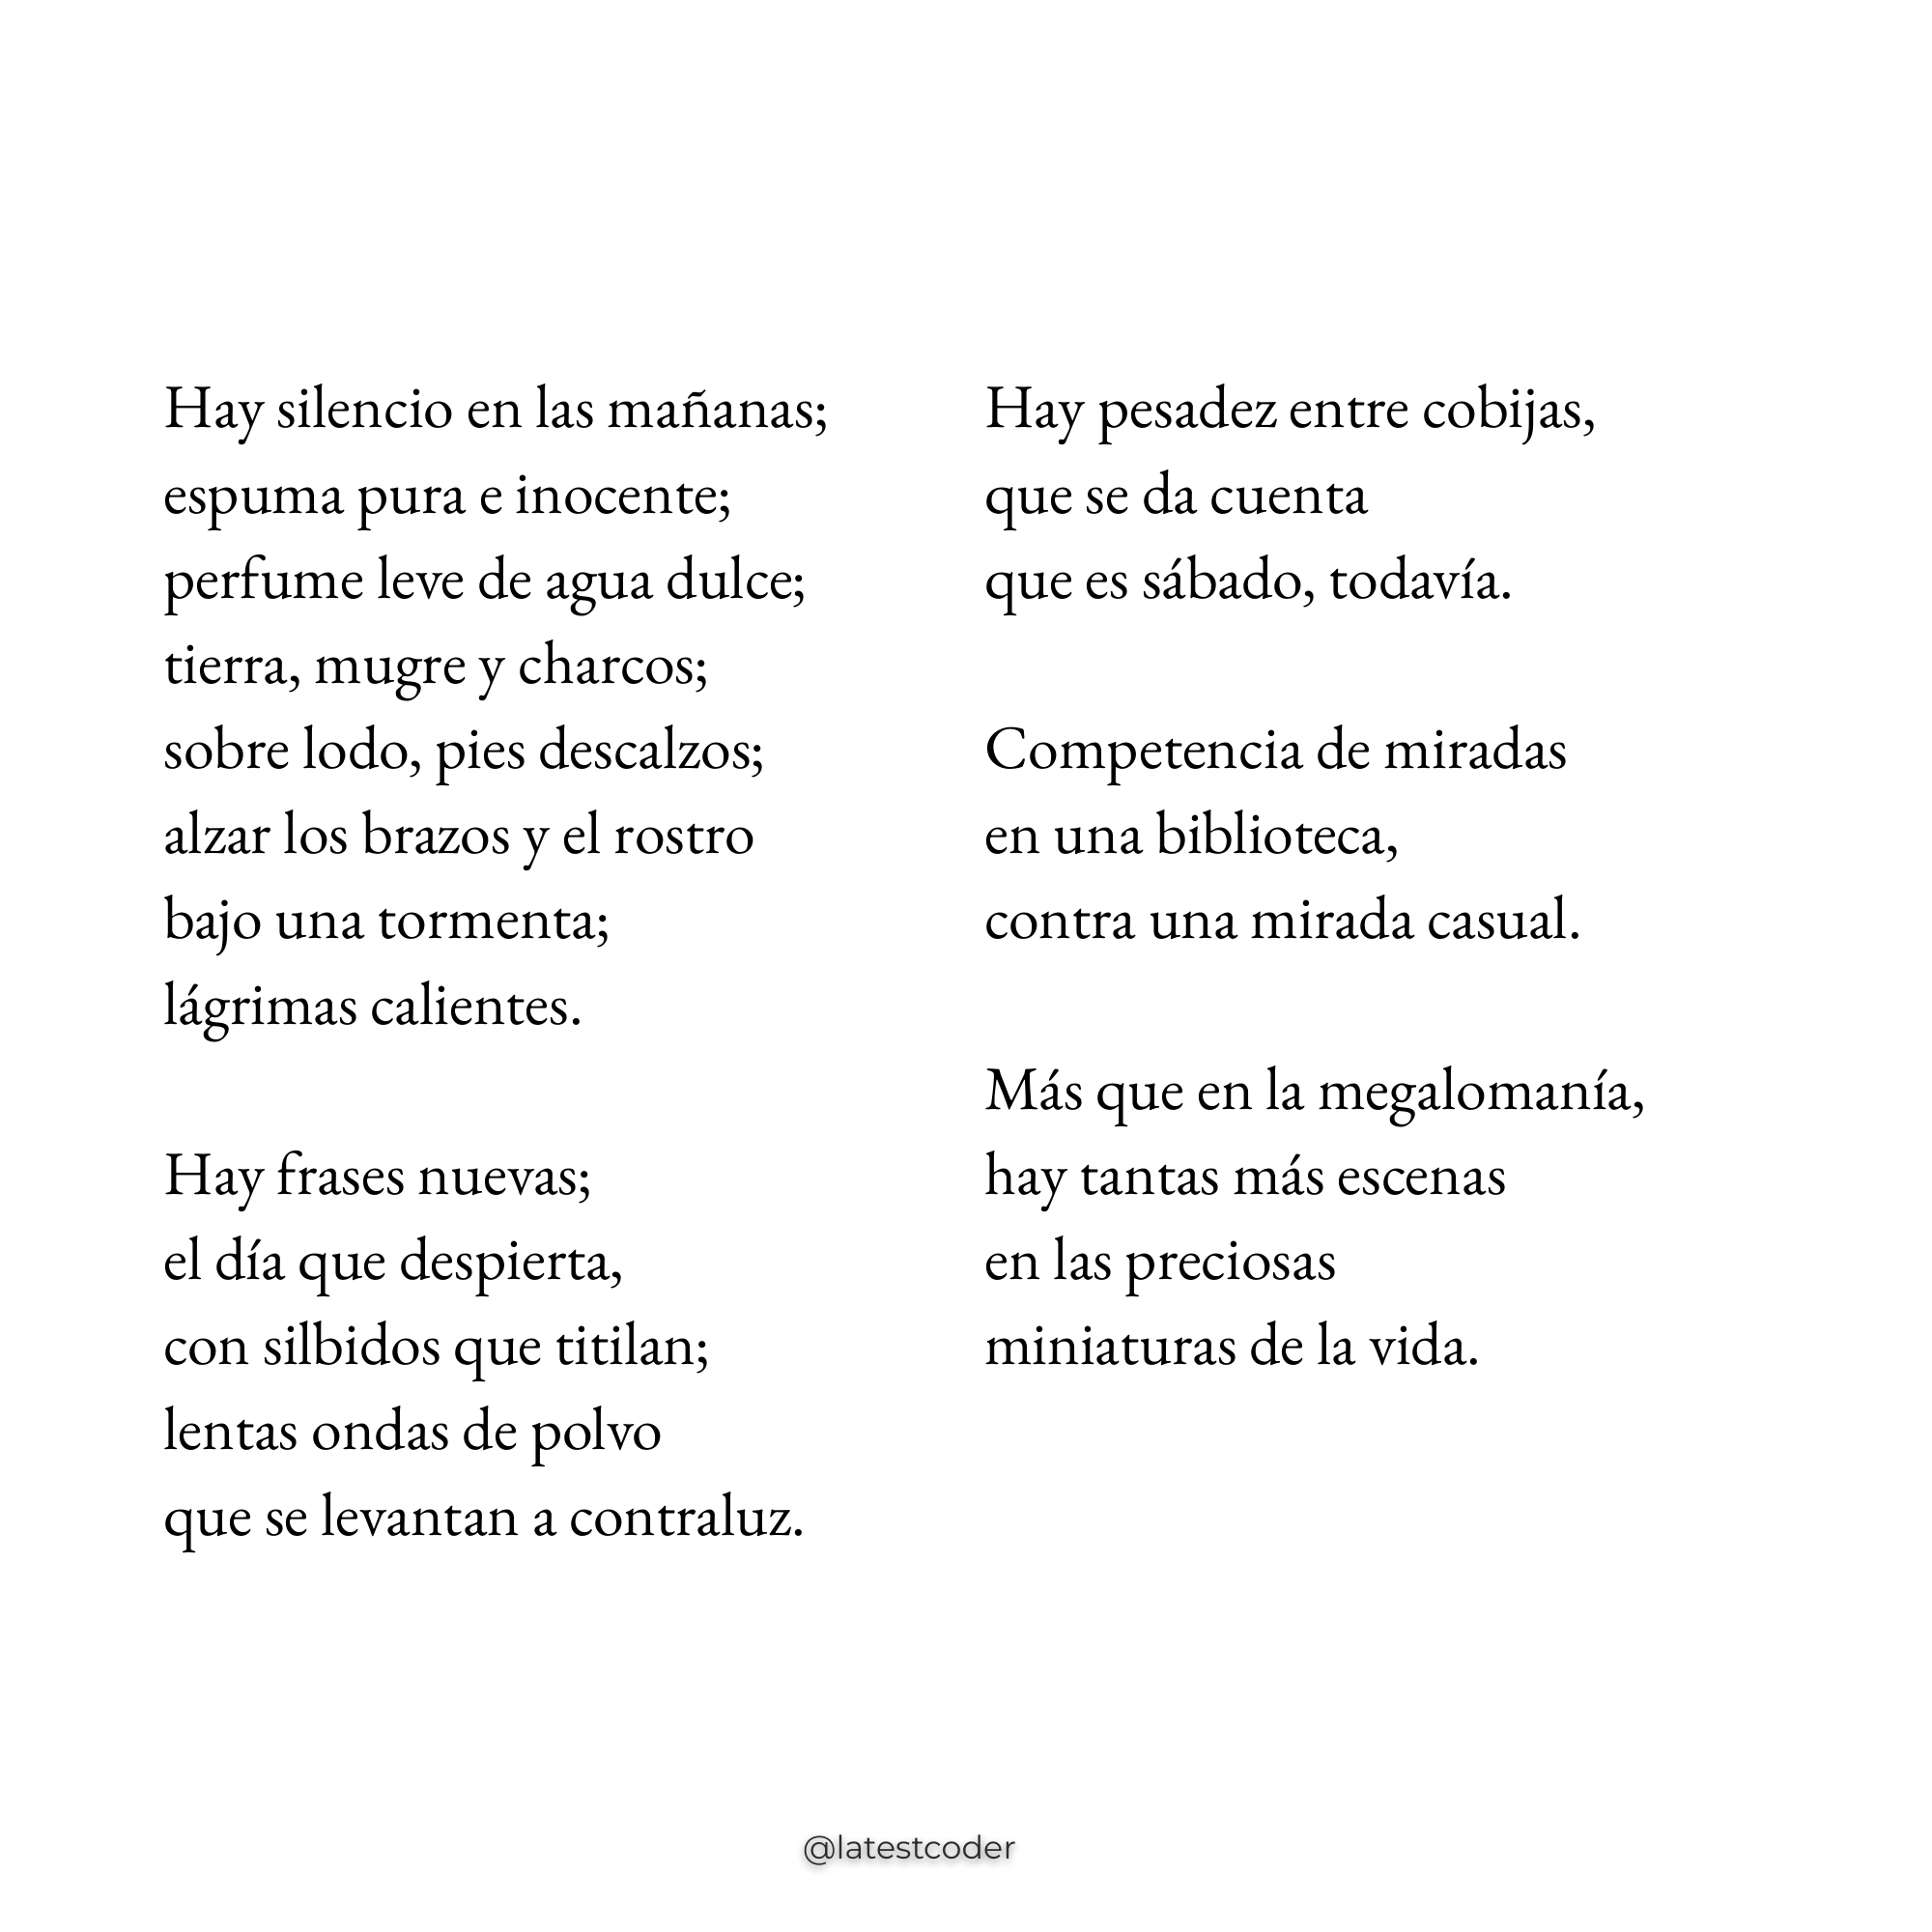 Hay silencio en las mañanas;
espuma pura e inocente;
perfume leve de agua dulce;
tierra, mugre y charcos;
sobre lodo, pies descalzos;
alzar los brazos y el rostro
bajo una tormenta;
lágrimas calientes.
Hay frases nuevas;
el día que despierta,
con silbidos que titilan;
lentas ondas de polvo
que se levantan a contraluz.
Hay pesadez entre cobijas,
que se da cuenta
que es sábado, todavía.
Competencia de miradas
en una biblioteca,
contra una mirada casual.
Más que en la megalomanía,
hay tantas más escenas
en las preciosas
miniaturas de la vida.
@latestcoder